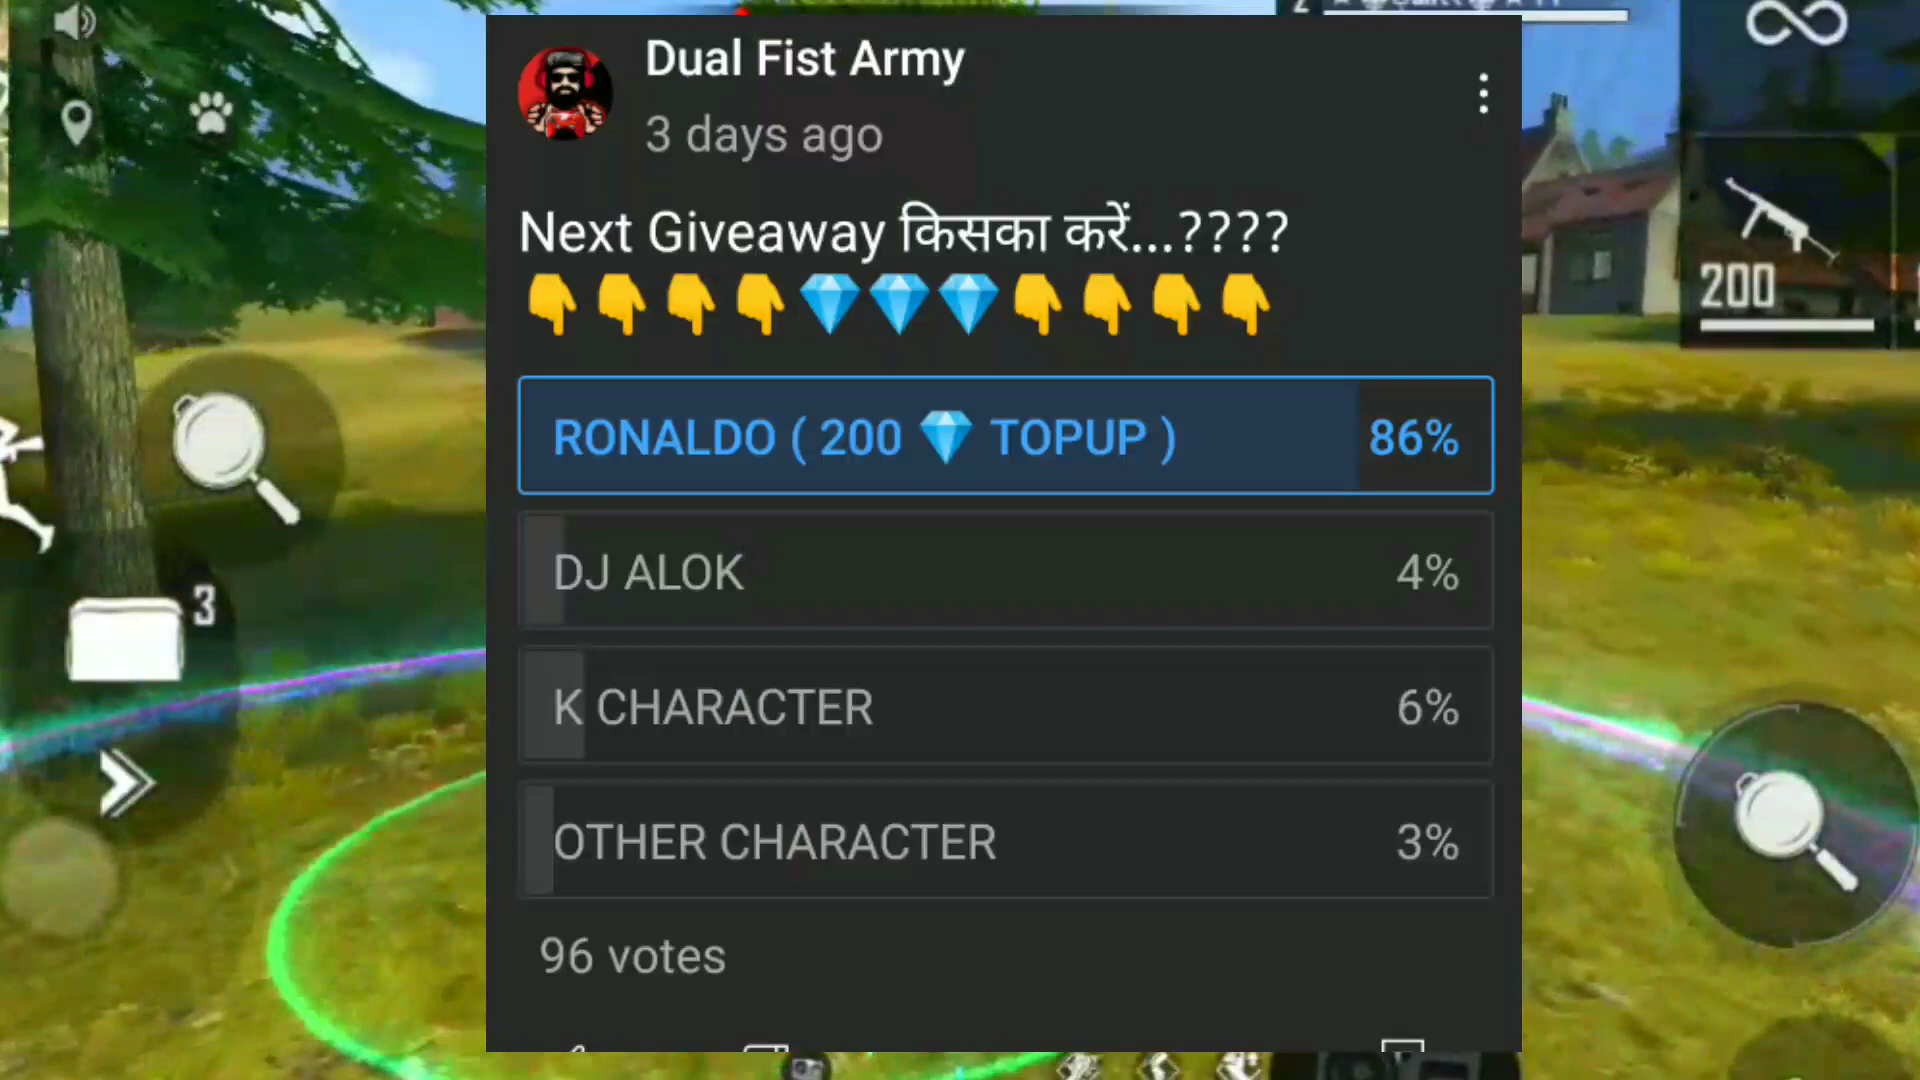 Dual Fist Army
3 days ago
Next Giveaway किसका करें...????
👇👇👇👇💎💎💎👇👇👇👇
RONALDO ( 200 💎 TOPUP ) 86%
DJ ALOK 4%
K CHARACTER 6%
OTHER CHARACTER 3%
96 votes
3
200